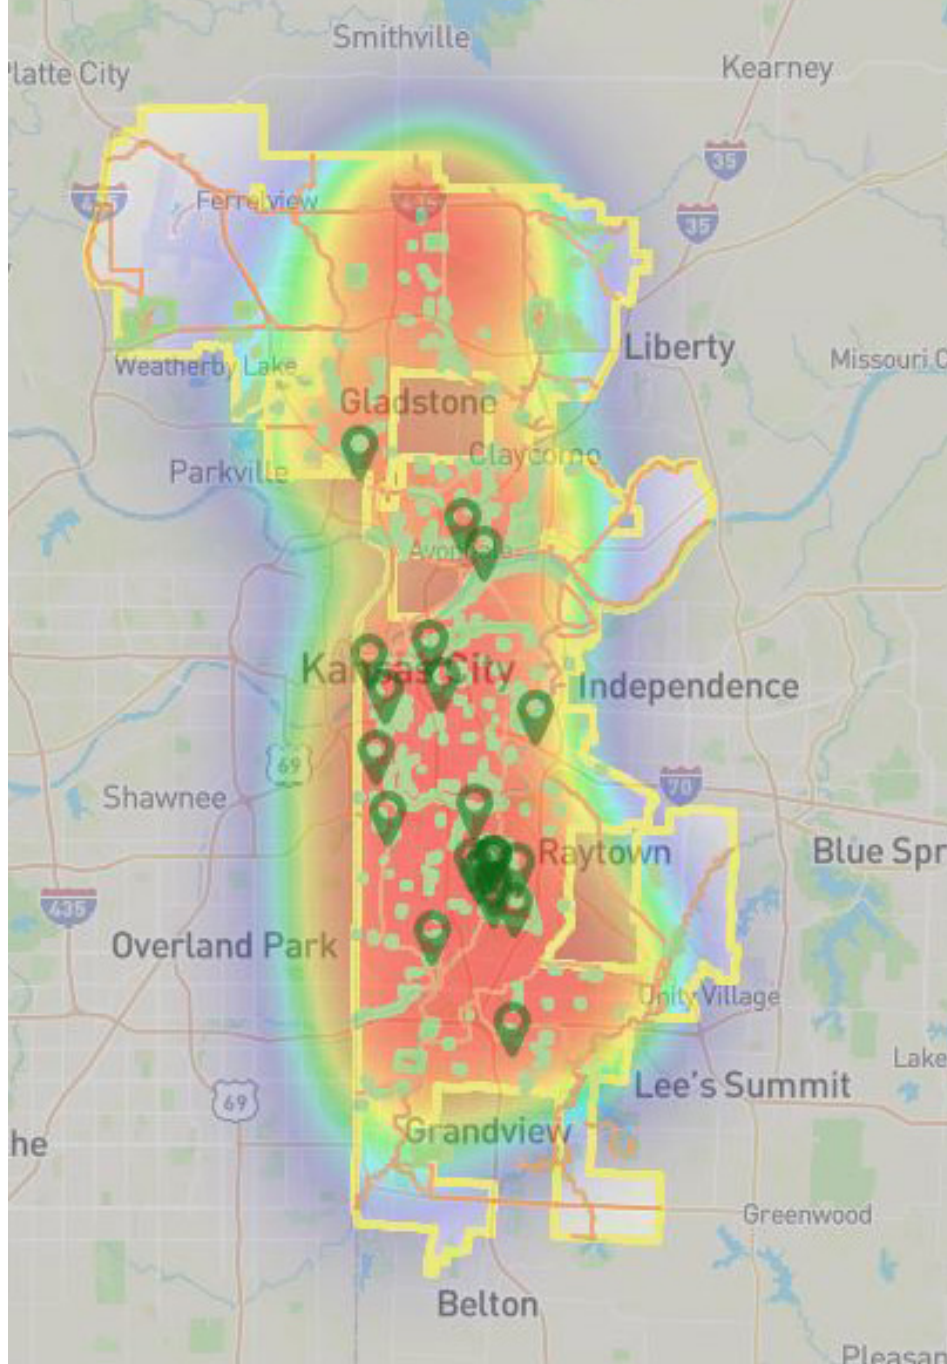 Smithville
Platte City
Kearney
35
Ferrelview
35
Liberty
Weatherby Lake
Missouri C
Gladstone
Claycomo
Parkville
Avondale
Kansas City
Independence
69
70
Shawnee
Raytown
Blue Spr
435
Overland Park
Unity Village
Lake
Lee's Summit
69
Grandview
he
Greenwood
Belton
Pleasan